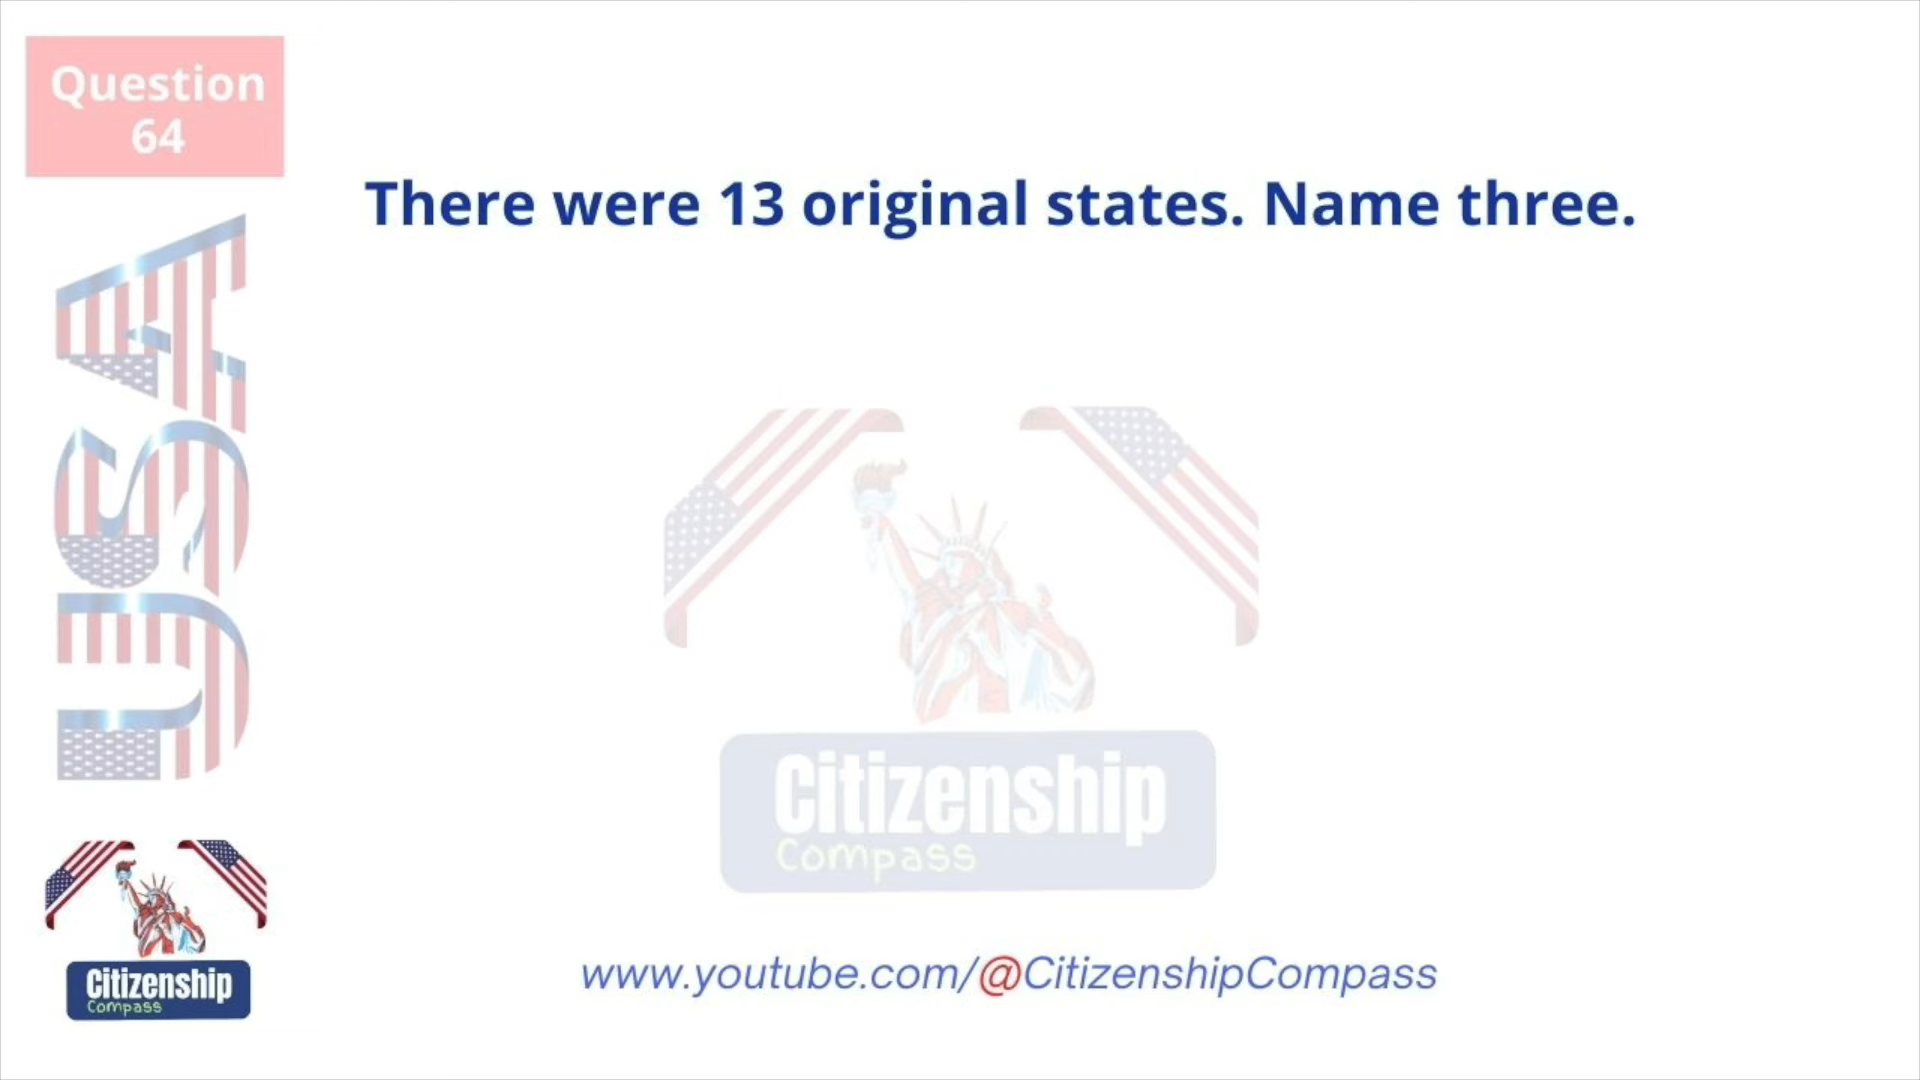 Question
64
There were 13 original states. Name three.
USA
Citizenship
Compass
Citizenship
Compass
www.youtube.com/@CitizenshipCompass